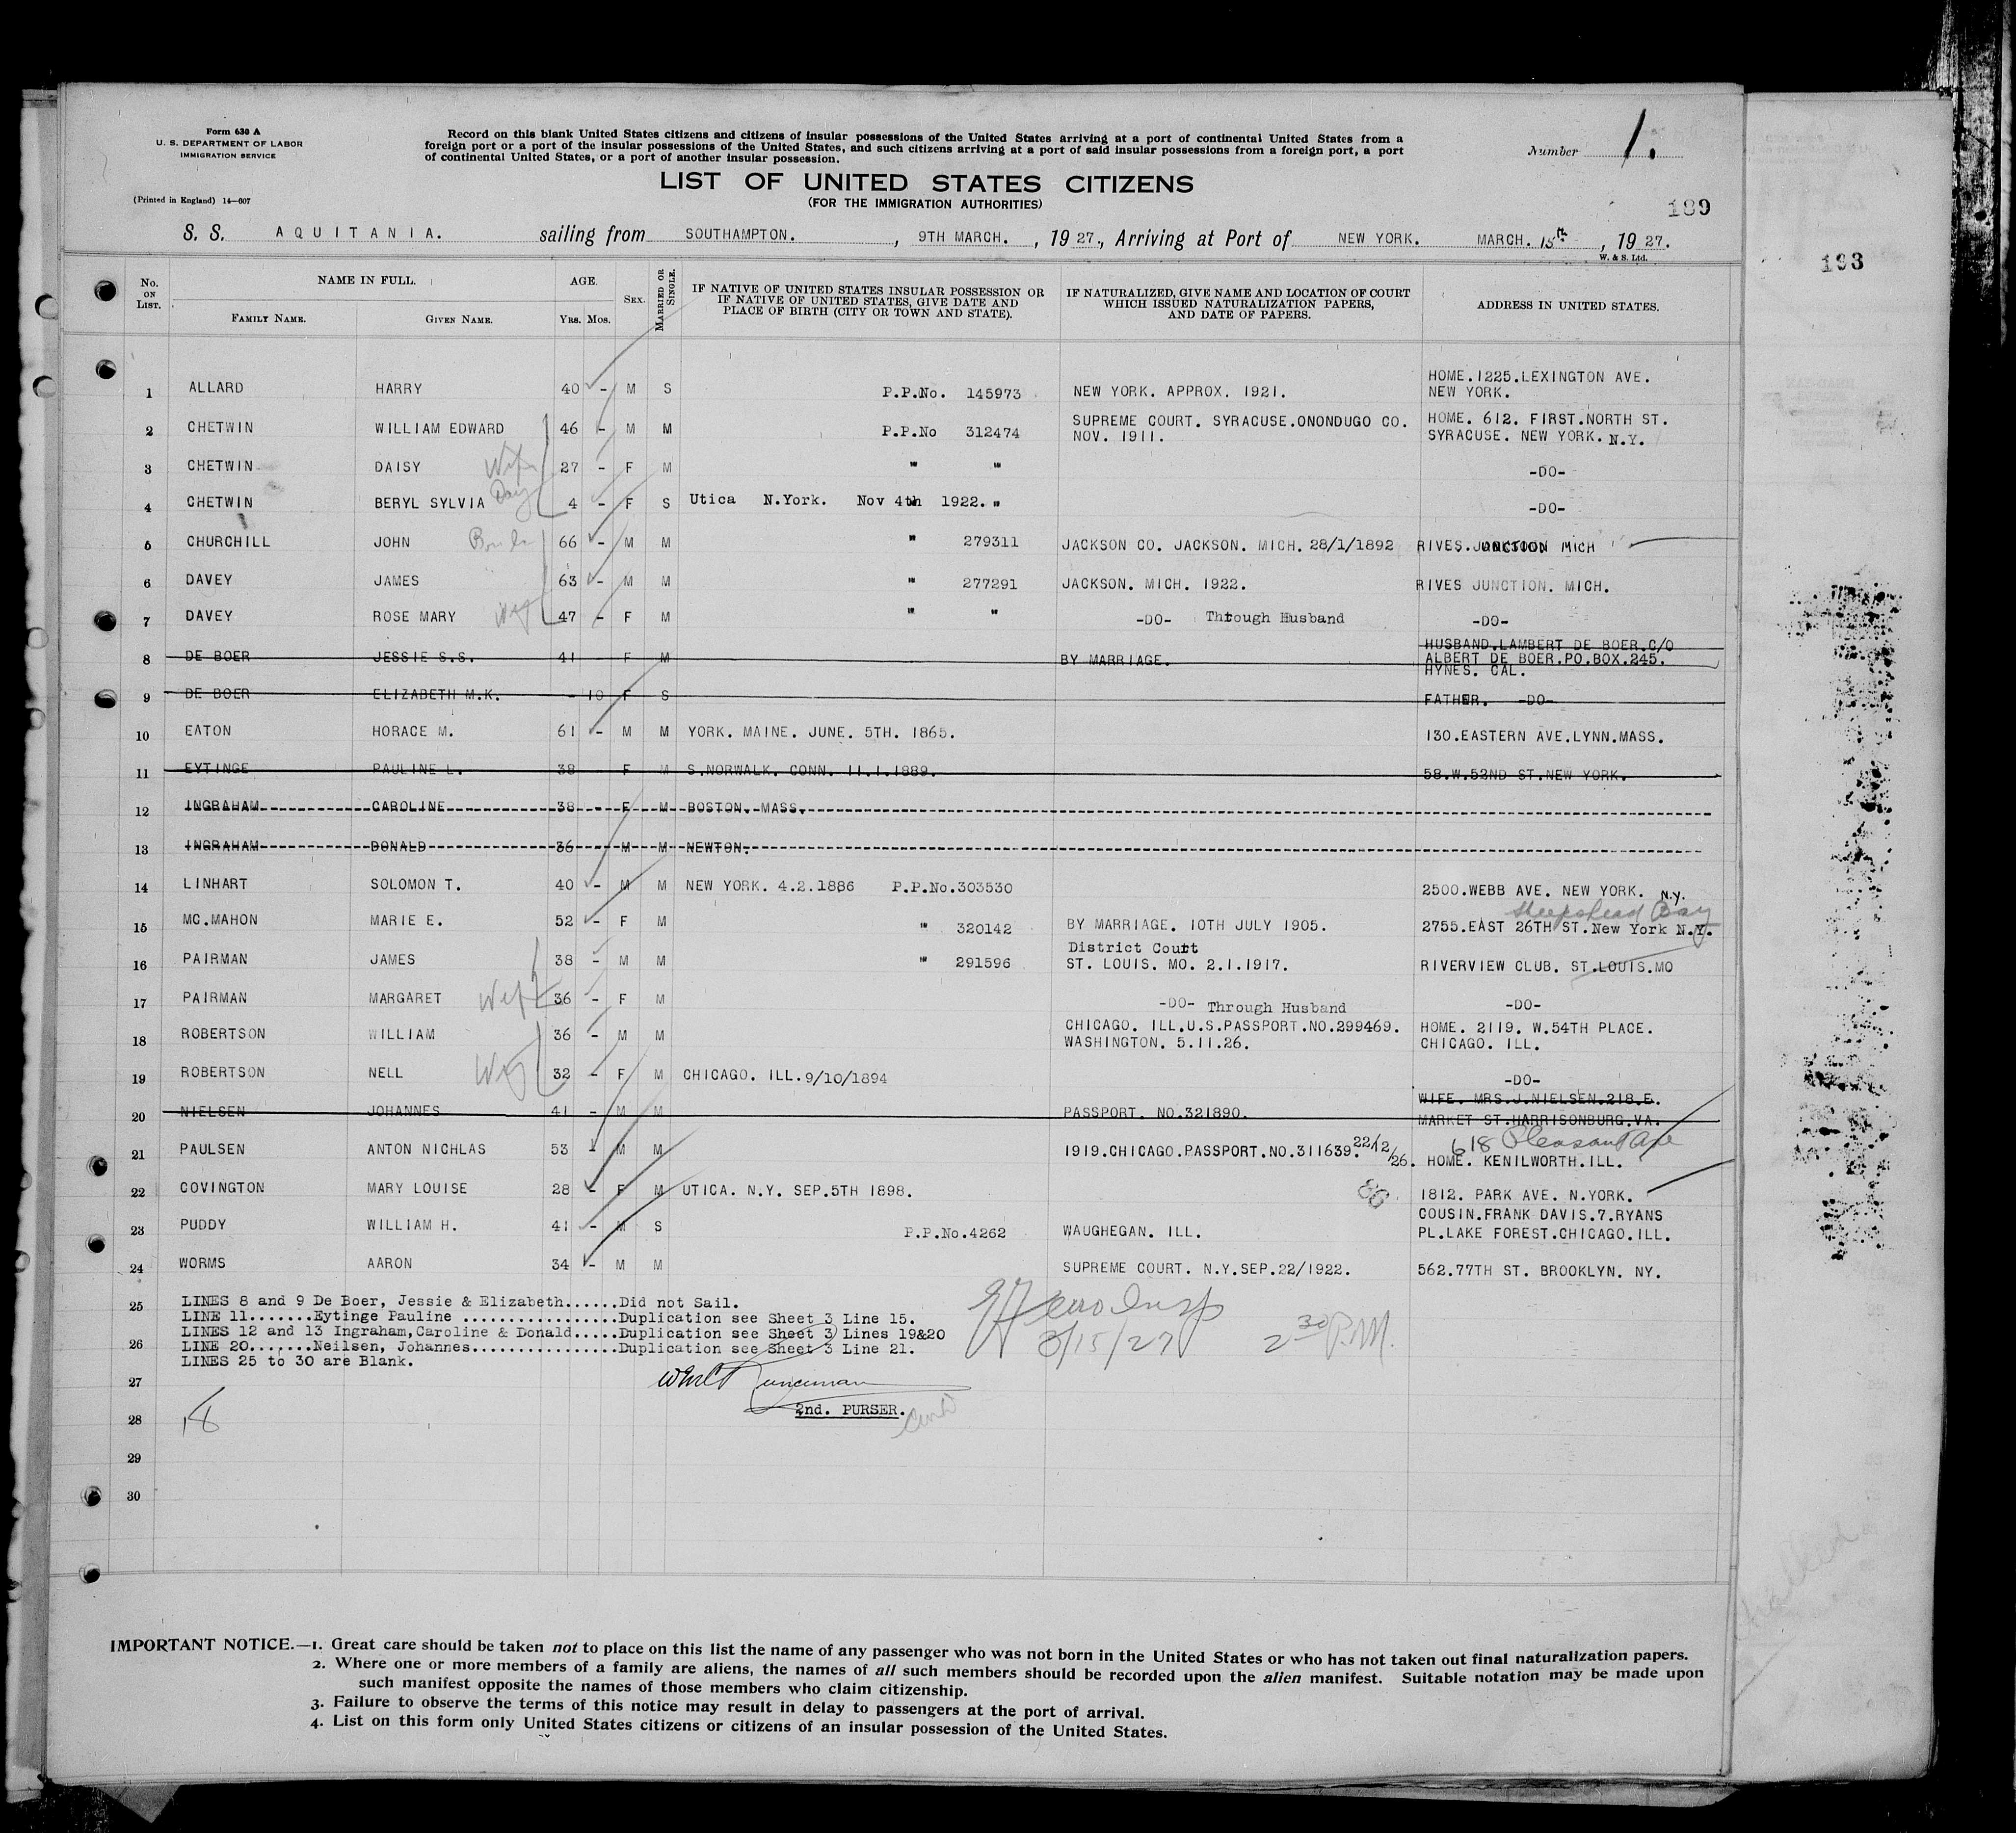 Form 630 A
U. S. DEPARTMENT OF LABOR
IMMIGRATION SERVICE
(Printed in England) 14—607
Record on this blank United States citizens and citizens of insular possessions of the United States arriving at a port of continental United States from a
foreign port or a port of the insular possessions of the United States, and such citizens arriving at a port of said insular possessions from a foreign port, a port
of continental United States, or a port of another insular possession.
Number 1.
LIST OF UNITED STATES CITIZENS
(FOR THE IMMIGRATION AUTHORITIES)
189
193
S. S. AQUITANIA. sailing from SOUTHAMPTON. , 9TH MARCH. , 19 27., Arriving at Port of NEW YORK. MARCH. 15th , 19 27.
W. & S. Ltd.
No. ON LIST. NAME IN FULL. FAMILY NAME. GIVEN NAME. AGE. YRS. MOS. SEX. MARRIED OR SINGLE. IF NATIVE OF UNITED STATES INSULAR POSSESSION OR IF NATIVE OF UNITED STATES, GIVE DATE AND PLACE OF BIRTH (CITY OR TOWN AND STATE). IF NATURALIZED, GIVE NAME AND LOCATION OF COURT WHICH ISSUED NATURALIZATION PAPERS, AND DATE OF PAPERS. ADDRESS IN UNITED STATES.
1 ALLARD HARRY 40 - M S P.P.No. 145973 NEW YORK. APPROX. 1921. HOME.1225.LEXINGTON AVE. NEW YORK.
2 CHETWIN WILLIAM EDWARD 46 - M M P.P.No 312474 SUPREME COURT. SYRACUSE.ONONDUGO CO. NOV. 1911. HOME. 612. FIRST.NORTH ST. SYRACUSE. NEW YORK. N.Y.
3 CHETWIN DAISY Wife 27 - F M " " -DO-
4 CHETWIN BERYL SYLVIA 4 - F S Utica N.York. Nov 4th 1922. " -DO-
5 CHURCHILL JOHN 66 - M M " 279311 JACKSON CO. JACKSON. MICH. 28/1/1892 RIVES. JUNCTION MICH
6 DAVEY JAMES 63 - M M " 277291 JACKSON. MICH. 1922. RIVES JUNCTION. MICH.
7 DAVEY ROSE MARY 47 - F M " " -DO- Through Husband -DO-
8 DE BOER JESSIE S.S. 41 F M BY MARRIAGE. HUSBAND.LAMBERT DE BOER.C/O ALBERT DE BOER.PO.BOX.245. HYNES. CAL.
9 DE BOER ELIZABETH M.K. - 10 F S FATHER. -DO-
10 EATON HORACE M. 61 - M M YORK. MAINE. JUNE. 5TH. 1865. 130.EASTERN AVE.LYNN.MASS.
11 EYTINGE PAULINE L. 38 - F M S.NORWALK. CONN. 11.1.1889. 58.W.52ND ST.NEW YORK.
12 INGRAHAM CAROLINE 38 - F M BOSTON. MASS.
13 INGRAHAM DONALD 36 - M M NEWTON.
14 LINHART SOLOMON T. 40 - M M NEW YORK. 4.2.1886 P.P.No.303530 2500.WEBB AVE. NEW YORK. N.Y.
15 MC.MAHON MARIE E. 52 - F M " 320142 BY MARRIAGE. 10TH JULY 1905. Sheepshead Bay 2755.EAST 26TH ST.New York N.Y.
16 PAIRMAN JAMES 38 - M M " 291596 District Court ST. LOUIS. MO. 2.1.1917. RIVERVIEW CLUB. ST.LOUIS.MO
17 PAIRMAN MARGARET Wife 36 - F M -DO- Through Husband -DO-
18 ROBERTSON WILLIAM 36 - M M CHICAGO. ILL.U.S.PASSPORT.NO.299469. WASHINGTON. 5.11.26. HOME. 2119. W.54TH PLACE. CHICAGO. ILL.
19 ROBERTSON NELL 32 - F M CHICAGO. ILL.9/10/1894 -DO-
20 NIELSEN JOHANNES 41 - M M PASSPORT. NO.321890. WIFE. MRS.J.NIELSEN.218.E. MARKET ST.HARRISONBURG.VA.
21 PAULSEN ANTON NICHLAS 53 - M M 1919.CHICAGO.PASSPORT.NO.311639. 22/12/26. 618 Pleasant Ave HOME. KENILWORTH.ILL.
22 COVINGTON MARY LOUISE 28 - F M UTICA. N.Y. SEP.5TH 1898. 86 1812. PARK AVE. N.YORK.
23 PUDDY WILLIAM H. 41 - M S P.P.No.4262 WAUGHEGAN. ILL. COUSIN.FRANK DAVIS.7.RYANS PL.LAKE FOREST.CHICAGO.ILL.
24 WORMS AARON 34 - M M SUPREME COURT. N.Y.SEP.22/1922. 562.77TH ST. BROOKLYN. NY.
25 LINES 8 and 9 De Boer, Jessie & Elizabeth......Did not Sail.
LINE 11.......Eytinge Pauline .................Duplication see Sheet 3 Line 15.
LINES 12 and 13 Ingraham,Caroline & Donald.....Duplication see Sheet 3 Lines 19&20
26 LINE 20.......Neilsen, Johannes................Duplication see Sheet 3 Line 21.
LINES 25 to 30 are Blank.
Insp
3/15/27 2 30 P.M.
27
2nd. PURSER.
28 18
29
30
IMPORTANT NOTICE.—1. Great care should be taken not to place on this list the name of any passenger who was not born in the United States or who has not taken out final naturalization papers.
2. Where one or more members of a family are aliens, the names of all such members should be recorded upon the alien manifest. Suitable notation may be made upon
such manifest opposite the names of those members who claim citizenship.
3. Failure to observe the terms of this notice may result in delay to passengers at the port of arrival.
4. List on this form only United States citizens or citizens of an insular possession of the United States.